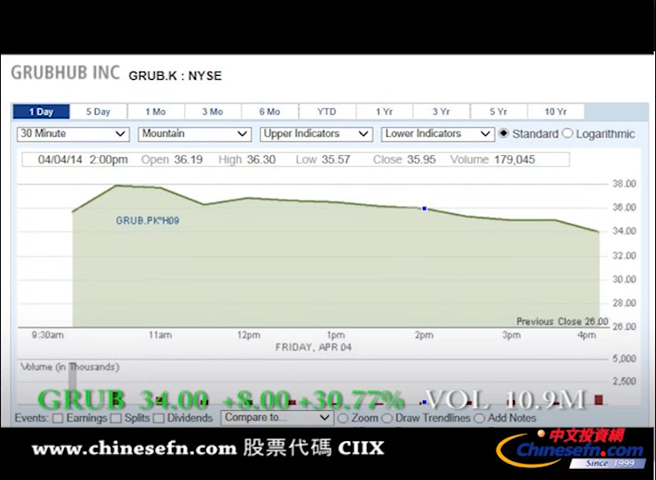 GRUBHUB INC GRUB.K : NYSE
1 Day 5 Day 1 Mo 3 Mo 6 Mo YTD 1 Yr 3 Yr 5 Yr 10 Yr
30 Minute Mountain Upper Indicators Lower Indicators Standard Logarithmic
04/04/14 2:00pm Open 36.19 High 36.30 Low 35.57 Close 35.95 Volume 179,045
38.00
36.00
GRUB.PK"H09
34.00
32.00
30.00
28.00
Previous Close 26.00
26.00
9:30am 11am 12pm 1pm 2pm 3pm 4pm
FRIDAY, APR 04
5,000
Volume (in Thousands)
2,500
GRUB 34.00 +8.00 +30.77% VOL 10.9M
Events: Earnings Splits Dividends Compare to... Zoom Draw Trendlines Add Notes
www.chinesefn.com 股票代碼 CIIX
中文投資網
Chinesefn.com
Since 1999